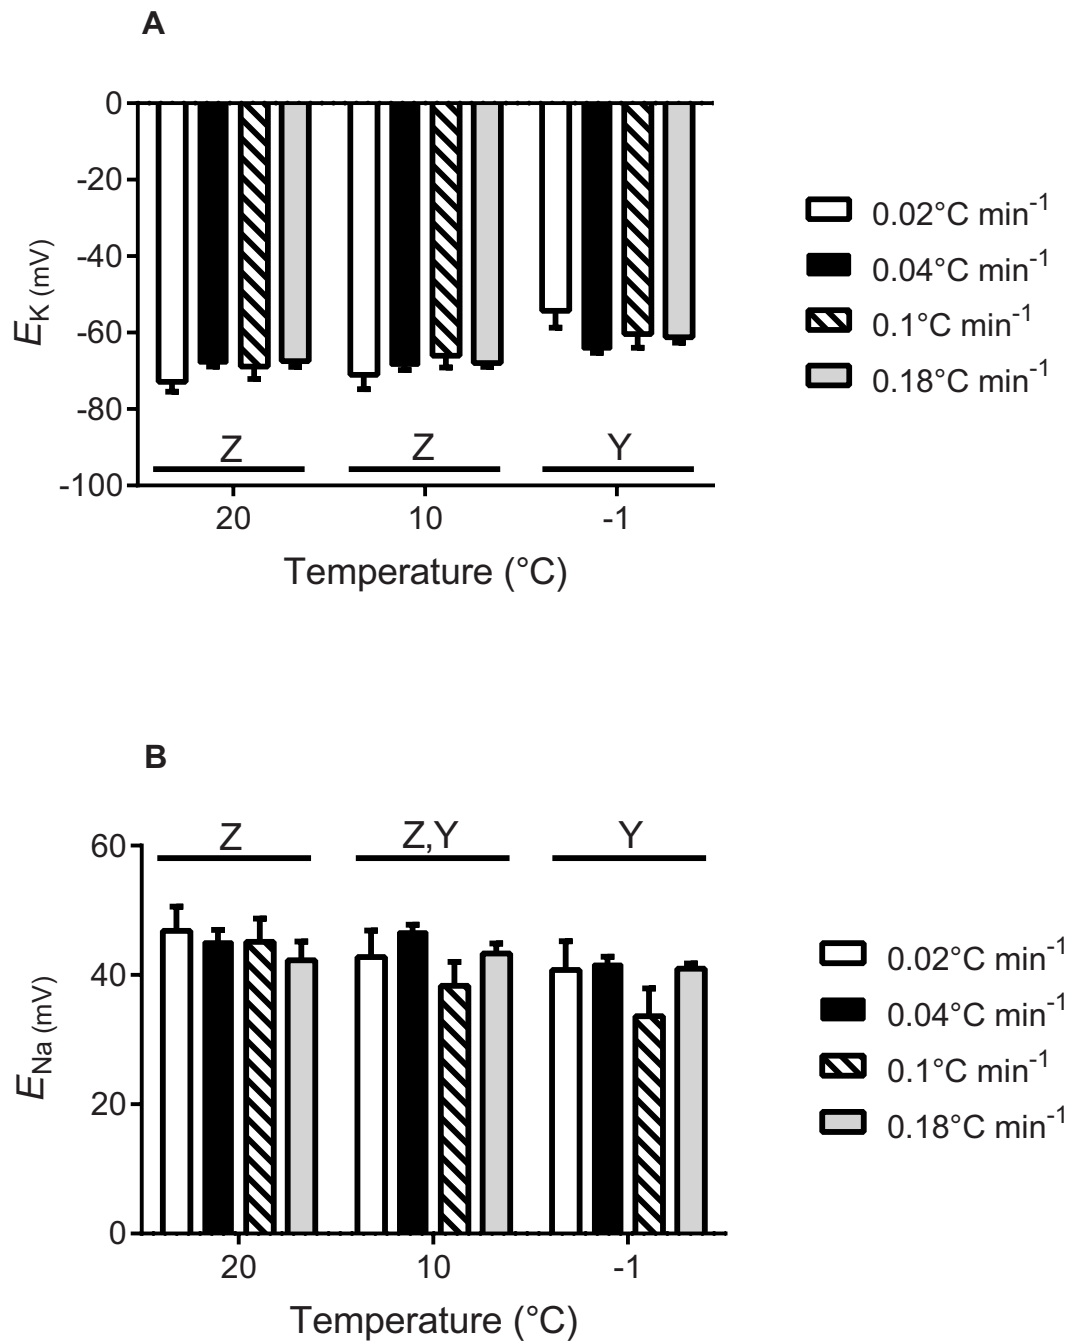 A
0
-20
-40
-60
-80
-100
E_K (mV)
Z Z Y
20 10 -1
Temperature (°C)
0.02°C min⁻¹
0.04°C min⁻¹
0.1°C min⁻¹
0.18°C min⁻¹
B
60
40
20
0
E_Na (mV)
Z Z,Y Y
20 10 -1
Temperature (°C)
0.02°C min⁻¹
0.04°C min⁻¹
0.1°C min⁻¹
0.18°C min⁻¹